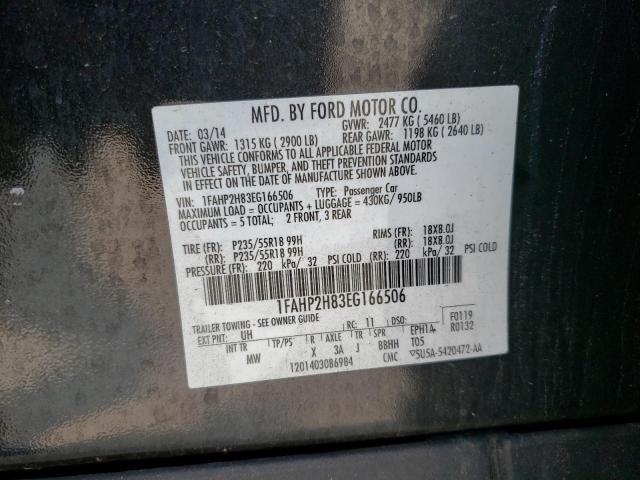 MFD. BY FORD MOTOR CO.
DATE: 03/14 GVWR: 2477 KG ( 5460 LB)
FRONT GAWR: 1315 KG ( 2900 LB) REAR GAWR: 1198 KG ( 2640 LB)
THIS VEHICLE CONFORMS TO ALL APPLICABLE FEDERAL MOTOR
VEHICLE SAFETY, BUMPER, AND THEFT PREVENTION STANDARDS
IN EFFECT ON THE DATE OF MANUFACTURE SHOWN ABOVE.
VIN: 1FAHP2H83EG166506 TYPE: Passenger Car
MAXIMUM LOAD = OCCUPANTS + LUGGAGE = 430KG/ 950LB
OCCUPANTS = 5 TOTAL; 2 FRONT, 3 REAR
TIRE (FR): P235/55R18 99H RIMS (FR): 18X8.0J
(RR): P235/55R18 99H (RR): 18X8.0J
PRESSURE (FR): 220 kPa/ 32 PSI COLD (RR): 220 kPa/ 32 PSI COLD
1FAHP2H83EG166506
TRAILER TOWING - SEE OWNER GUIDE
EXT PNT: UH RC: 11 DSO: F0119
INT TR TP/PS R AXLE TR SPR EPH1A R0132
MW X 3A J BBHH T05
1201403086984 CMC 5U5A-5420472-AA